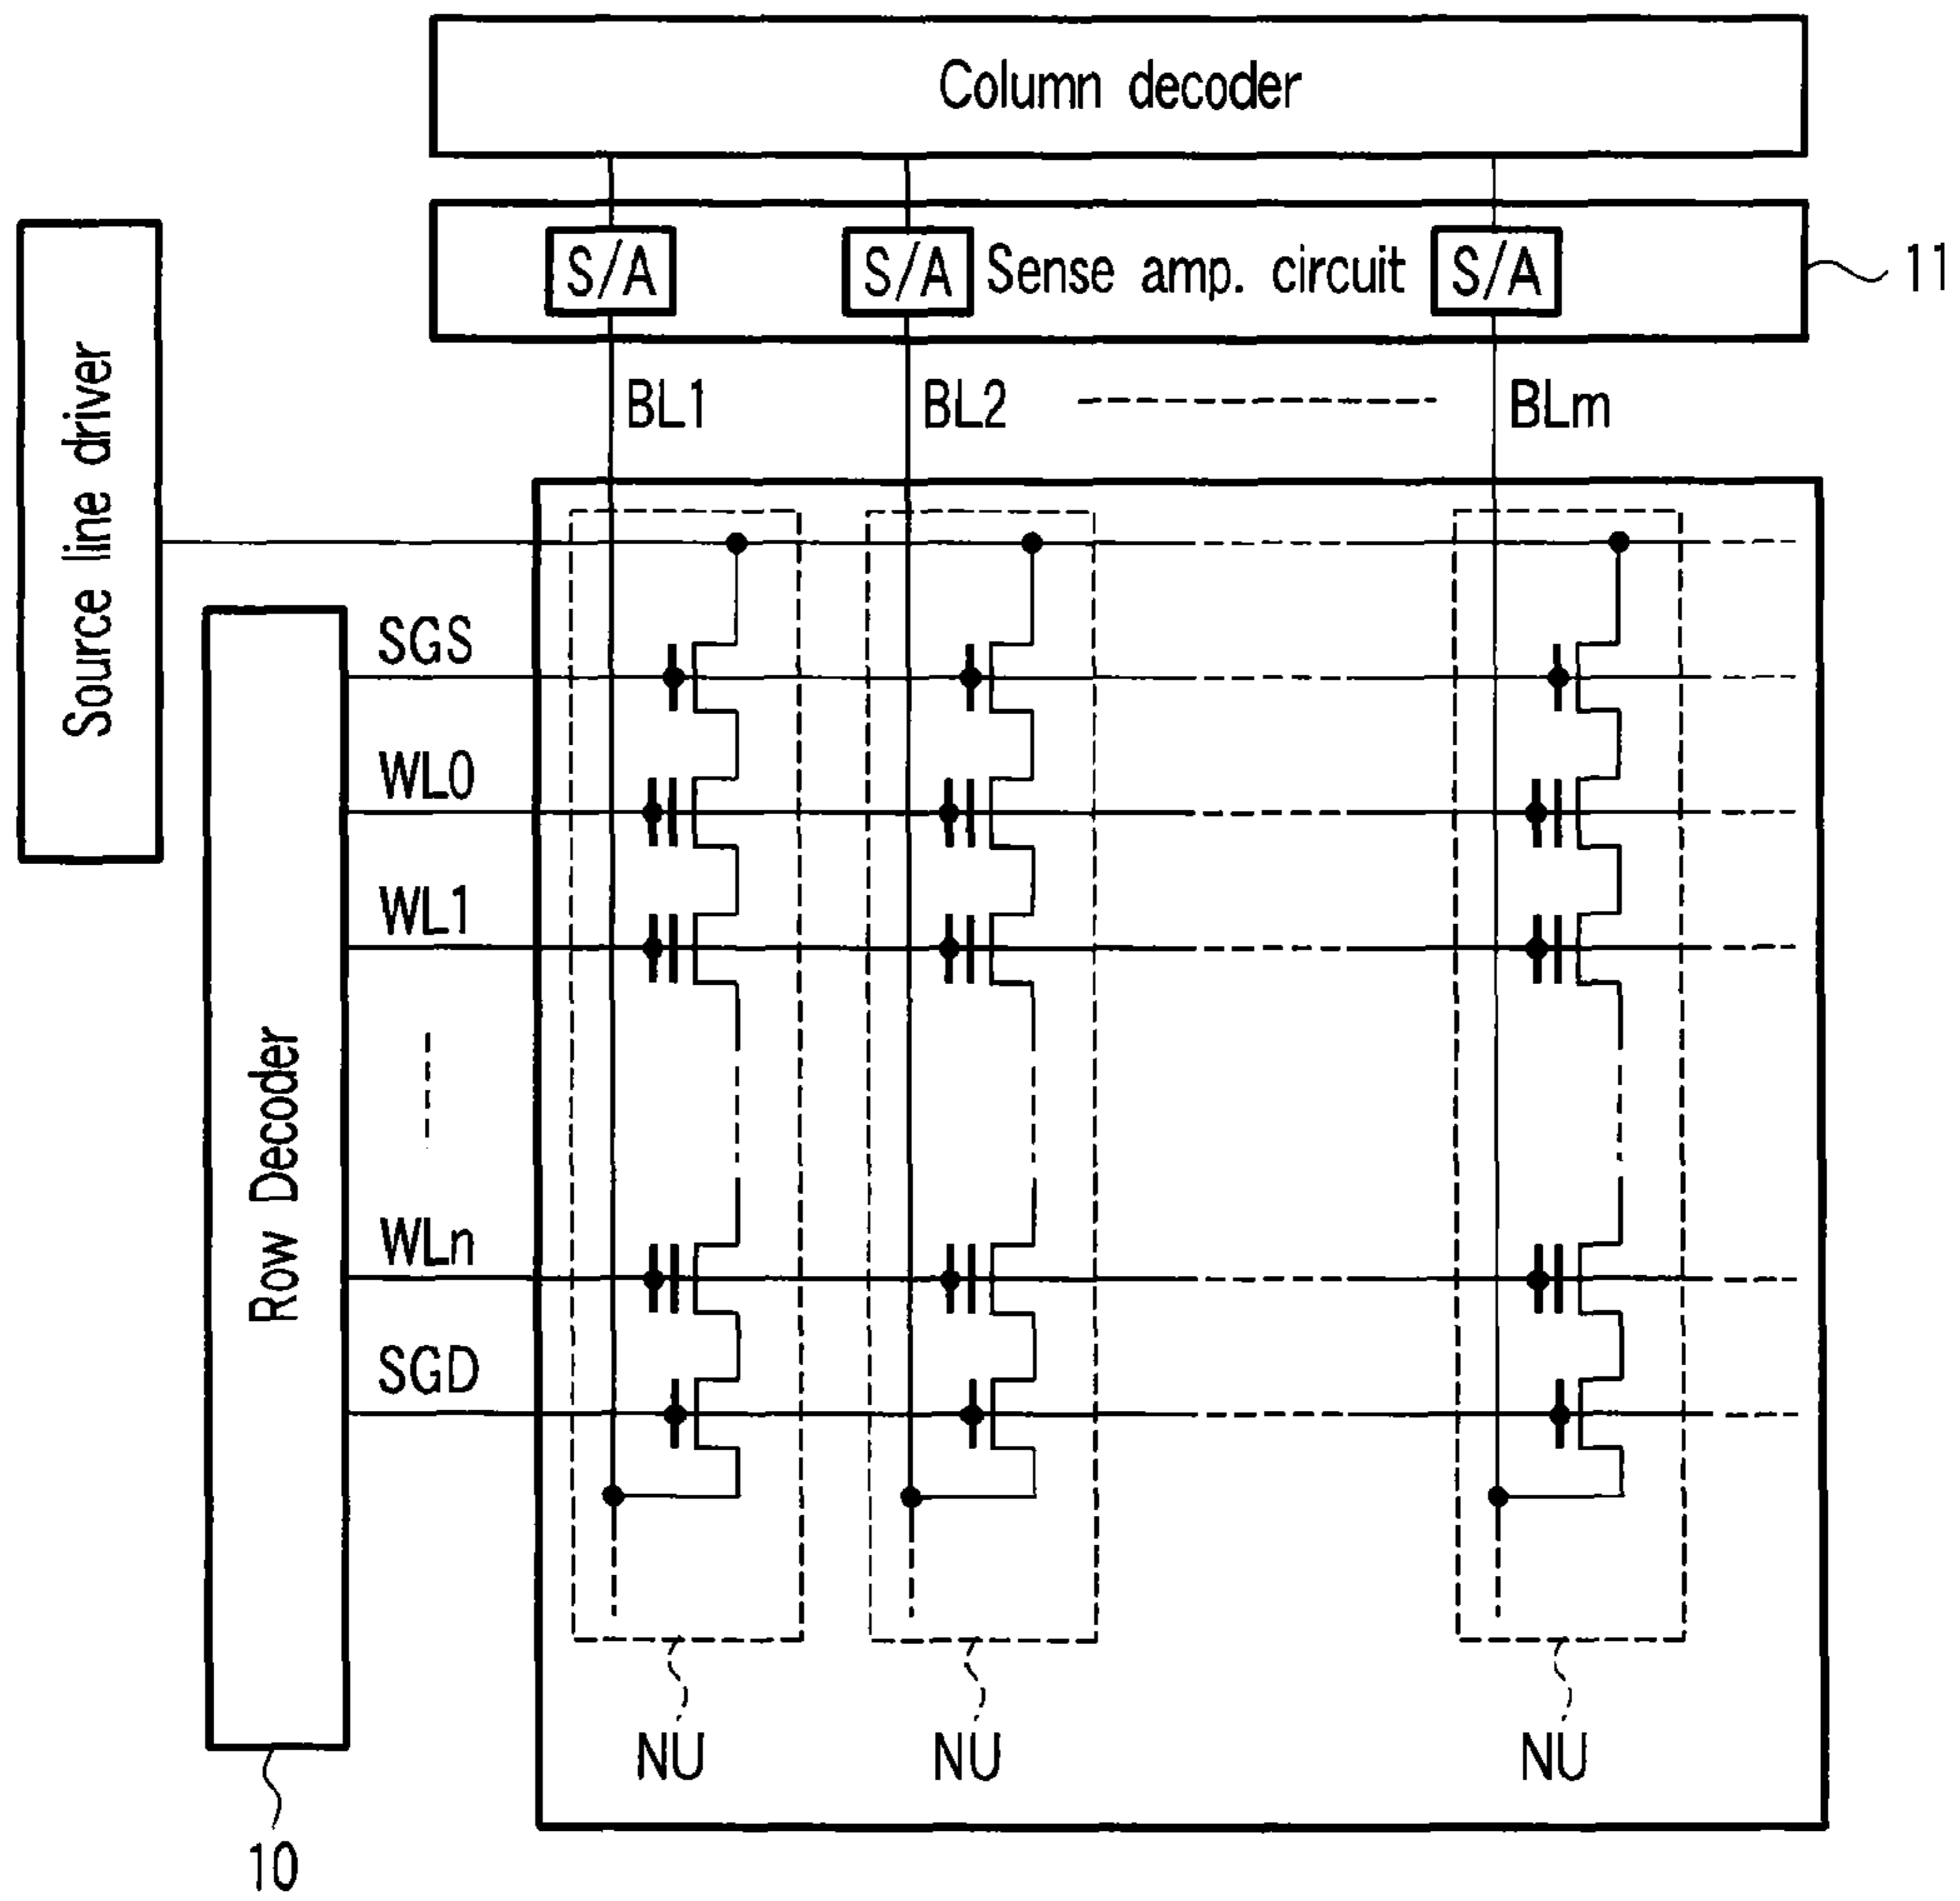 Column decoder
S/A
S/A
Sense amp. circuit
S/A
11
Source line driver
BL1
BL2
BLm
SGS
WL0
WL1
Row Decoder
WLn
SGD
NU
NU
NU
10